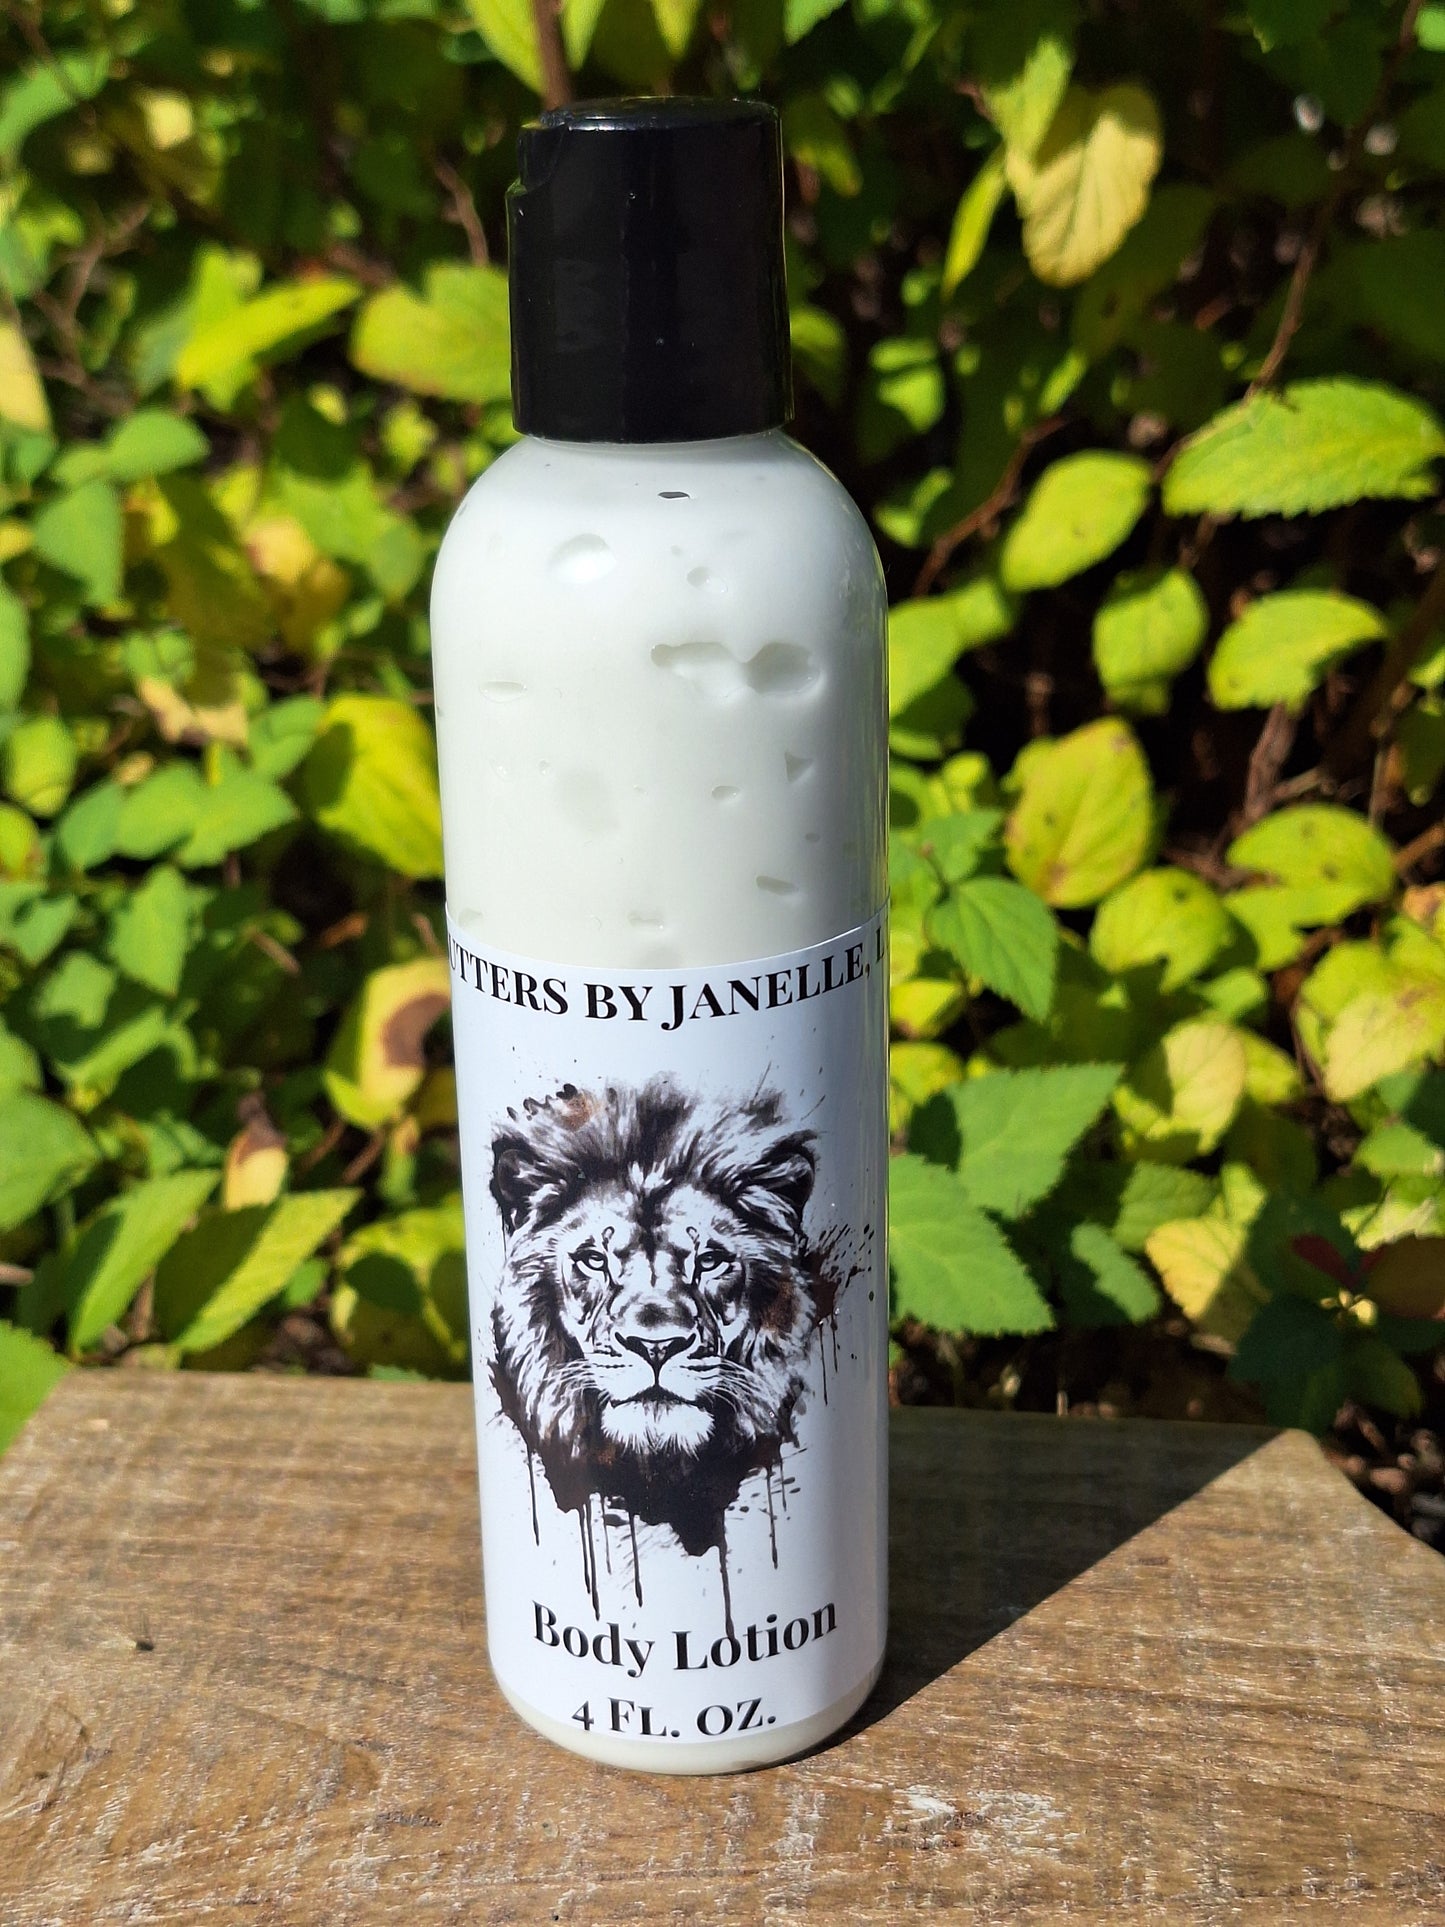 UTTERS BY JANELLE, L
Body Lotion
4 FL. OZ.